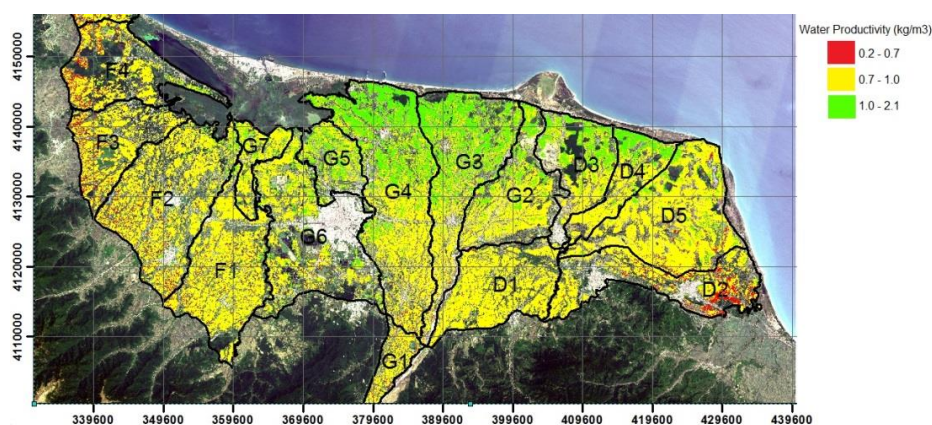 Water Productivity (kg/m3)
0.2 - 0.7
0.7 - 1.0
1.0 - 2.1
4150000
4140000
4130000
4120000
4110000
F4
F3
F2
F1
G7
G5
G6
G4
G3
G2
G1
D1
D3
D4
D5
D2
339600 349600 359600 369600 379600 389600 399600 409600 419600 429600 439600